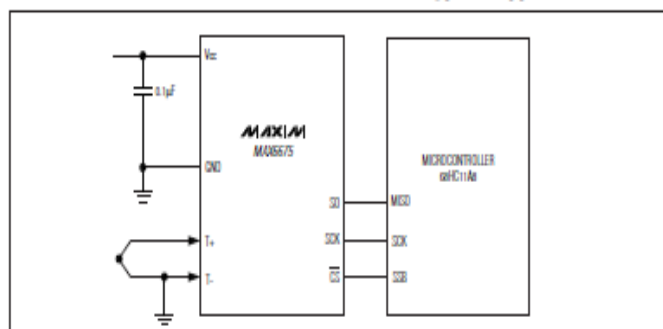 Vcc
0.1μF
MAXIM
MAX6675
GND
MICROCONTROLLER
68HC11A8
SO
MISO
SCK
SCK
T+
T-
CS
SSB